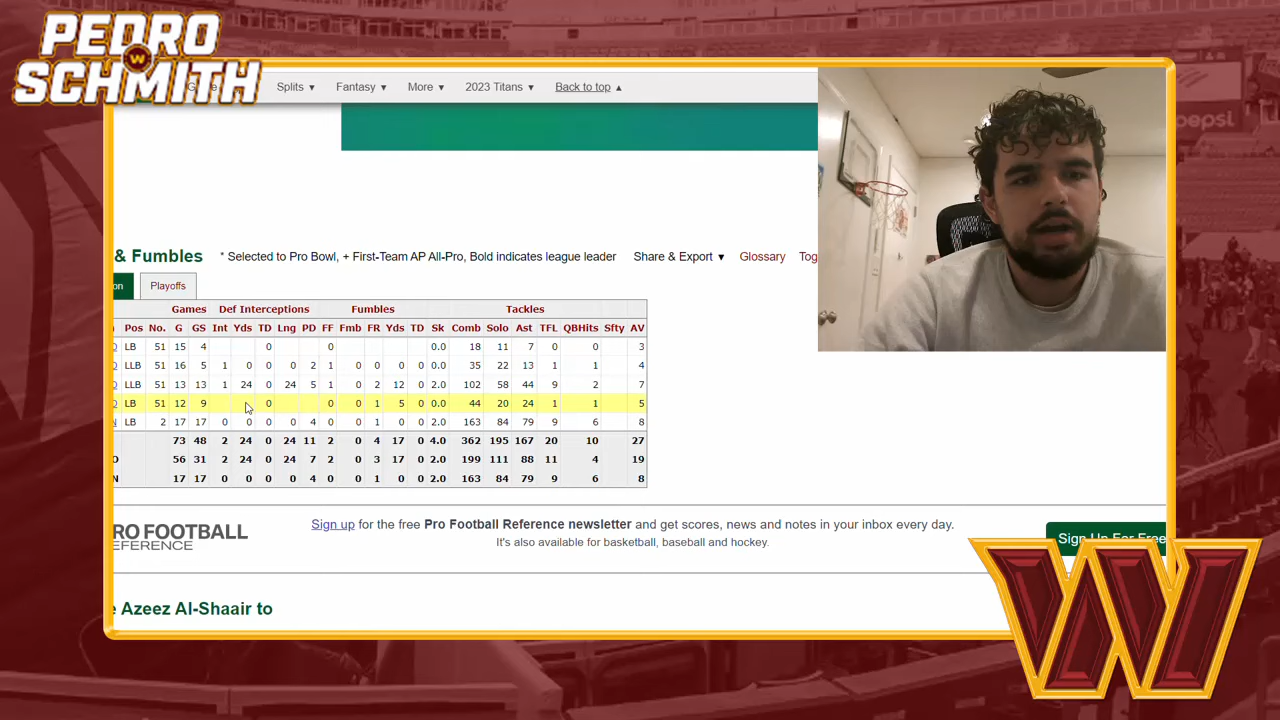 PEDRO
SCHMITH
Splits ▼ Fantasy ▼ More ▼ 2023 Titans ▼ Back to top ▲
pepsi
& Fumbles * Selected to Pro Bowl, + First-Team AP All-Pro, Bold indicates league leader Share & Export ▼ Glossary Tog
on Playoffs
Games Def Interceptions Fumbles Tackles
Pos No. G GS Int Yds TD Lng PD FF Fmb FR Yds TD Sk Comb Solo Ast TFL QBHits Sfty AV
LB 51 15 4 0 0 0.0 18 11 7 0 0 3
LLB 51 16 5 1 0 0 0 2 1 0 0 0 0 0.0 35 22 13 1 1 4
LLB 51 13 13 1 24 0 24 5 1 0 2 12 0 2.0 102 58 44 9 2 7
LB 51 12 9 0 0 0 1 5 0 0.0 44 20 24 1 1 5
N LB 2 17 17 0 0 0 0 4 0 0 1 0 0 2.0 163 84 79 9 6 8
73 48 2 24 0 24 11 2 0 4 17 0 4.0 362 195 167 20 10 27
O 56 31 2 24 0 24 7 2 0 3 17 0 2.0 199 111 88 11 4 19
N 17 17 0 0 0 0 4 0 0 1 0 0 2.0 163 84 79 9 6 8
RO FOOTBALL
EFERENCE
Sign up for the free Pro Football Reference newsletter and get scores, news and notes in your inbox every day.
It's also available for basketball, baseball and hockey.
Sign Up For Free
e Azeez Al-Shaair to
W